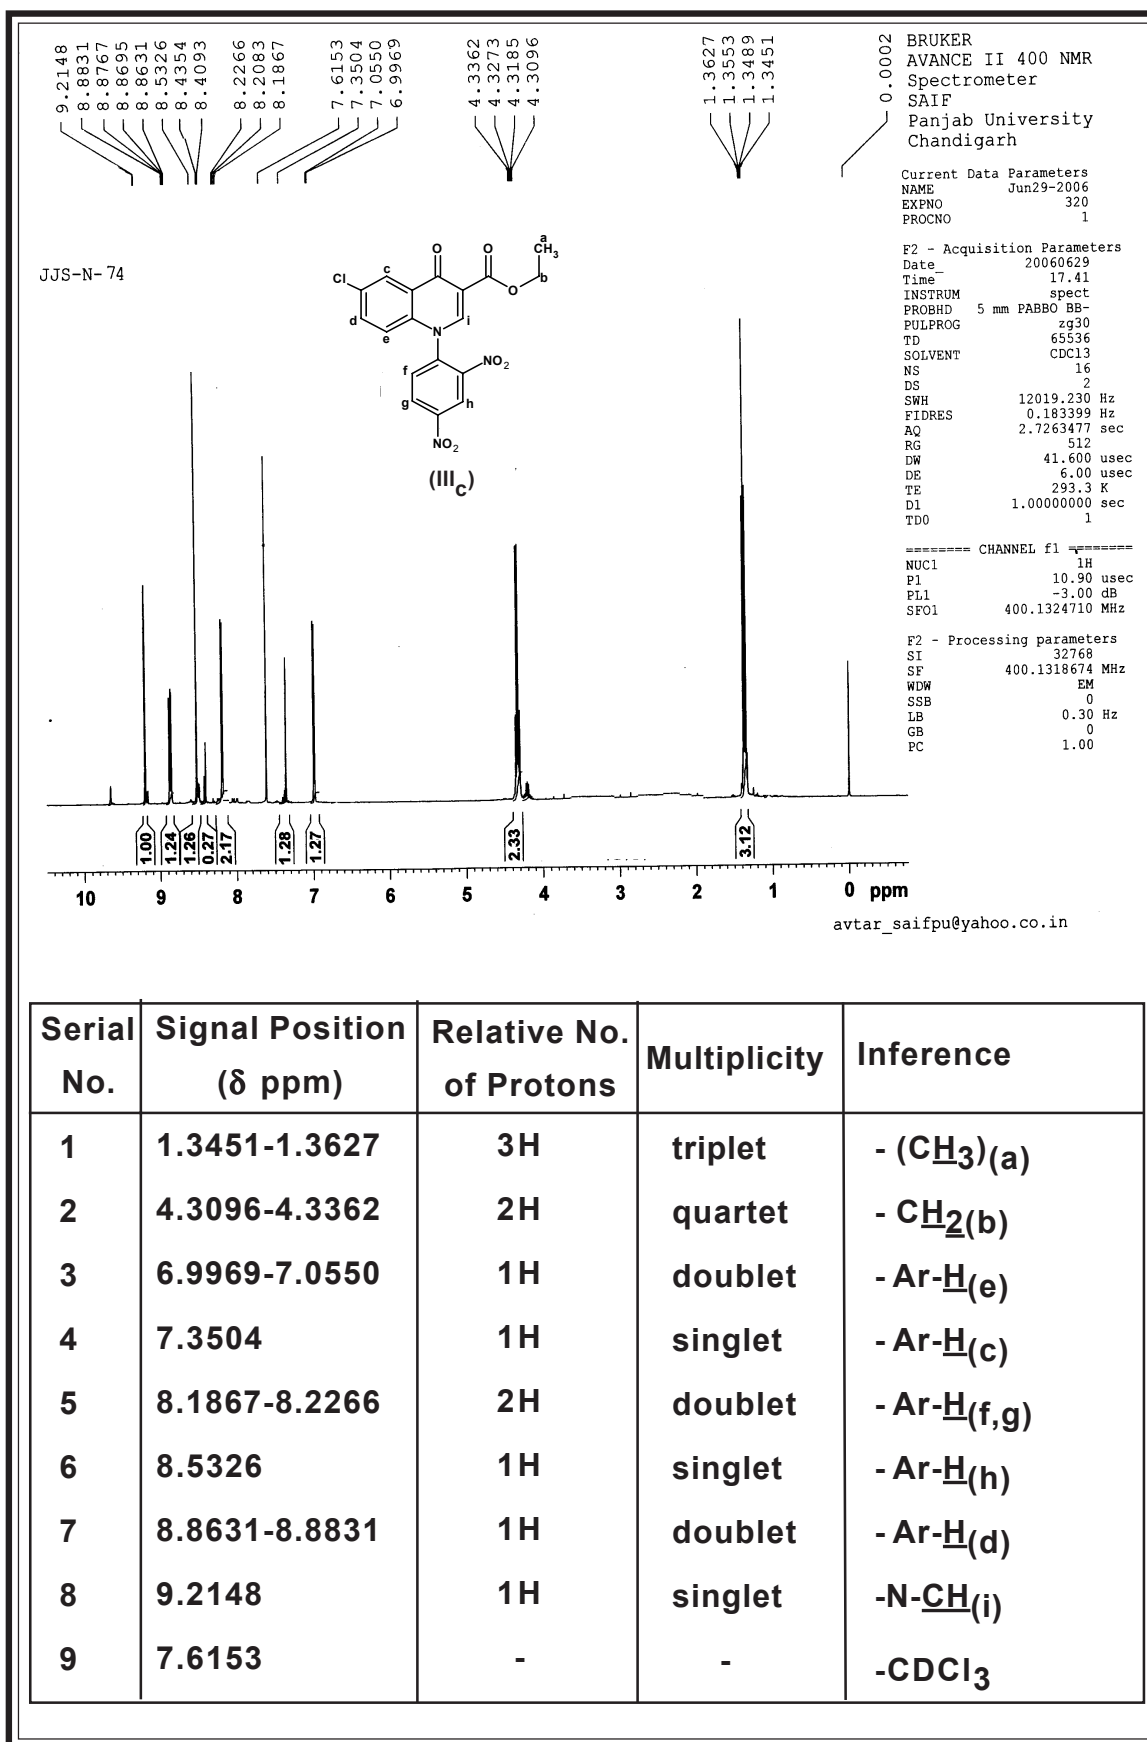 9.2148
8.8831
8.8767
8.8695
8.8631
8.5326
8.4354
8.4093
8.2266
8.2083
8.1867
7.6153
7.3504
7.0550
6.9969
4.3362
4.3273
4.3185
4.3096
1.3627
1.3553
1.3489
1.3451
0.0002
BRUKER
AVANCE II 400 NMR
Spectrometer
SAIF
Panjab University
Chandigarh
Current Data Parameters
NAME Jun29-2006
EXPNO 320
PROCNO 1
F2 - Acquisition Parameters
Date_ 20060629
Time 17.41
INSTRUM spect
PROBHD 5 mm PABBO BB-
PULPROG zg30
TD 65536
SOLVENT CDCl3
NS 16
DS 2
SWH 12019.230 Hz
FIDRES 0.183399 Hz
AQ 2.7263477 sec
RG 512
DW 41.600 usec
DE 6.00 usec
TE 293.3 K
D1 1.00000000 sec
TD0 1
======== CHANNEL f1 ========
NUC1 1H
P1 10.90 usec
PL1 -3.00 dB
SFO1 400.1324710 MHz
F2 - Processing parameters
SI 32768
SF 400.1318674 MHz
WDW EM
SSB 0
LB 0.30 Hz
GB 0
PC 1.00
JJS-N-74
O O a CH3
Cl c b
O
d i
e N
f NO2
g h
NO2
(IIIc)
1.00 1.24 1.26 0.27 2.17 1.28 1.27 2.33 3.12
10 9 8 7 6 5 4 3 2 1 0 ppm
avtar_saifpu@yahoo.co.in
Serial No. Signal Position (δ ppm) Relative No. of Protons Multiplicity Inference
1 1.3451-1.3627 3H triplet - (CH3)(a)
2 4.3096-4.3362 2H quartet - CH2(b)
3 6.9969-7.0550 1H doublet - Ar-H(e)
4 7.3504 1H singlet - Ar-H(c)
5 8.1867-8.2266 2H doublet - Ar-H(f,g)
6 8.5326 1H singlet - Ar-H(h)
7 8.8631-8.8831 1H doublet - Ar-H(d)
8 9.2148 1H singlet -N-CH(i)
9 7.6153 - - -CDCl3